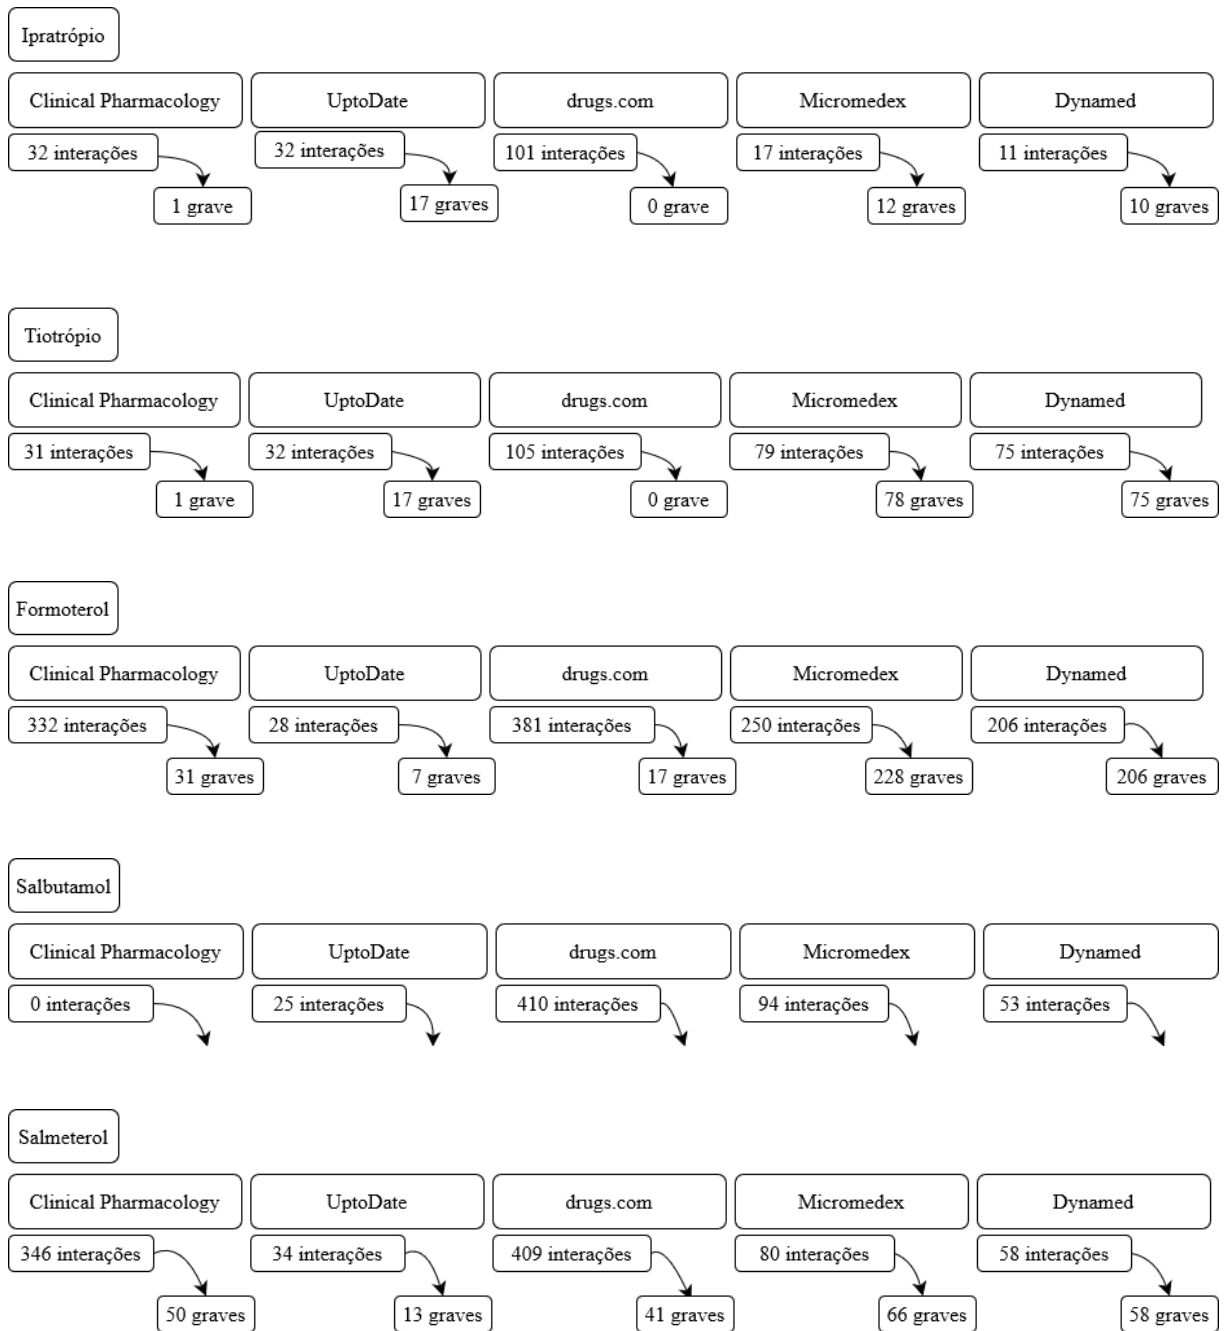 Ipratrópio
Clinical Pharmacology UptoDate drugs.com Micromedex Dynamed
32 interações 32 interações 101 interações 17 interações 11 interações
1 grave 17 graves 0 grave 12 graves 10 graves
Tiotrópio
Clinical Pharmacology UptoDate drugs.com Micromedex Dynamed
31 interações 32 interações 105 interações 79 interações 75 interações
1 grave 17 graves 0 grave 78 graves 75 graves
Formoterol
Clinical Pharmacology UptoDate drugs.com Micromedex Dynamed
332 interações 28 interações 381 interações 250 interações 206 interações
31 graves 7 graves 17 graves 228 graves 206 graves
Salbutamol
Clinical Pharmacology UptoDate drugs.com Micromedex Dynamed
0 interações 25 interações 410 interações 94 interações 53 interações
Salmeterol
Clinical Pharmacology UptoDate drugs.com Micromedex Dynamed
346 interações 34 interações 409 interações 80 interações 58 interações
50 graves 13 graves 41 graves 66 graves 58 graves